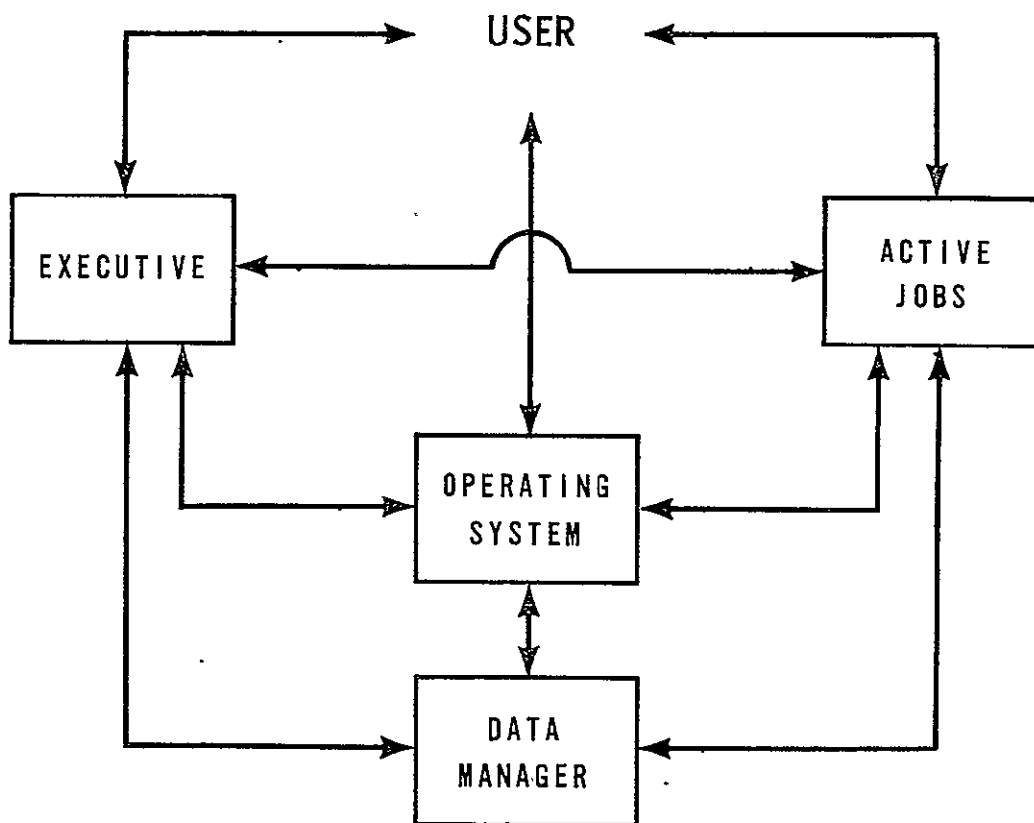 USER
EXECUTIVE
ACTIVE
JOBS
OPERATING
SYSTEM
DATA
MANAGER